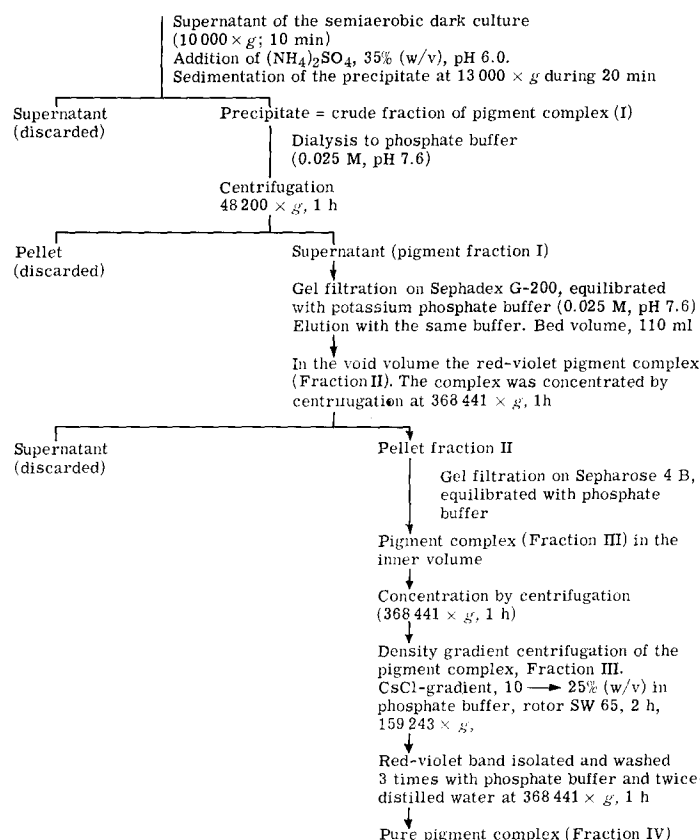 Supernatant of the semiaerobic dark culture
(10 000 × g; 10 min)
Addition of (NH4)2SO4, 35% (w/v), pH 6.0.
Sedimentation of the precipitate at 13 000 × g during 20 min
Supernatant
(discarded)
Precipitate = crude fraction of pigment complex (I)
Dialysis to phosphate buffer
(0.025 M, pH 7.6)
Centrifugation
48 200 × g, 1 h
Pellet
(discarded)
Supernatant (pigment fraction I)
Gel filtration on Sephadex G-200, equilibrated
with potassium phosphate buffer (0.025 M, pH 7.6)
Elution with the same buffer. Bed volume, 110 ml
In the void volume the red-violet pigment complex
(Fraction II). The complex was concentrated by
centrifugation at 368 441 × g, 1h
Supernatant
(discarded)
Pellet fraction II
Gel filtration on Sepharose 4 B,
equilibrated with phosphate
buffer
Pigment complex (Fraction III) in the
inner volume
Concentration by centrifugation
(368 441 × g, 1 h)
Density gradient centrifugation of the
pigment complex, Fraction III.
CsCl-gradient, 10 → 25% (w/v) in
phosphate buffer, rotor SW 65, 2 h,
159 243 × g,
Red-violet band isolated and washed
3 times with phosphate buffer and twice
distilled water at 368 441 × g, 1 h
Pure pigment complex (Fraction IV)